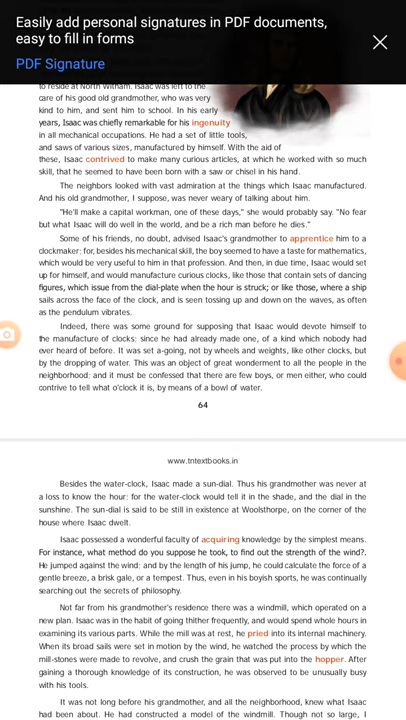 Easily add personal signatures in PDF documents,
easy to fill in forms
PDF Signature
to reside at North Witham. Isaac was left to the
care of his good old grandmother, who was very
kind to him, and sent him to school. In his early
years, Isaac was chiefly remarkable for his ingenuity
in all mechanical occupations. He had a set of little tools,
and saws of various sizes, manufactured by himself. With the aid of
these, Isaac contrived to make many curious articles, at which he worked with so much
skill, that he seemed to have been born with a saw or chisel in his hand.
The neighbors looked with vast admiration at the things which Isaac manufactured.
And his old grandmother, I suppose, was never weary of talking about him.
"He'll make a capital workman, one of these days," she would probably say. "No fear
but what Isaac will do well in the world, and be a rich man before he dies."
Some of his friends, no doubt, advised Isaac's grandmother to apprentice him to a
clockmaker; for, besides his mechanical skill, the boy seemed to have a taste for mathematics,
which would be very useful to him in that profession. And then, in due time, Isaac would set
up for himself, and would manufacture curious clocks, like those that contain sets of dancing
figures, which issue from the dial-plate when the hour is struck; or like those, where a ship
sails across the face of the clock, and is seen tossing up and down on the waves, as often
as the pendulum vibrates.
Indeed, there was some ground for supposing that Isaac would devote himself to
the manufacture of clocks; since he had already made one, of a kind which nobody had
ever heard of before. It was set a-going, not by wheels and weights, like other clocks, but
by the dropping of water. This was an object of great wonderment to all the people in the
neighborhood; and it must be confessed that there are few boys, or men either, who could
contrive to tell what o'clock it is, by means of a bowl of water.
64
www.tntextbooks.in
Besides the water-clock, Isaac made a sun-dial. Thus his grandmother was never at
a loss to know the hour; for the water-clock would tell it in the shade, and the dial in the
sunshine. The sun-dial is said to be still in existence at Woolsthorpe, on the corner of the
house where Isaac dwelt.
Isaac possessed a wonderful faculty of acquiring knowledge by the simplest means.
For instance, what method do you suppose he took, to find out the strength of the wind?.
He jumped against the wind; and by the length of his jump, he could calculate the force of a
gentle breeze, a brisk gale, or a tempest. Thus, even in his boyish sports, he was continually
searching out the secrets of philosophy.
Not far from his grandmother's residence there was a windmill, which operated on a
new plan. Isaac was in the habit of going thither frequently, and would spend whole hours in
examining its various parts. While the mill was at rest, he pried into its internal machinery.
When its broad sails were set in motion by the wind, he watched the process by which the
mill-stones were made to revolve, and crush the grain that was put into the hopper. After
gaining a thorough knowledge of its construction, he was observed to be unusually busy
with his tools.
It was not long before his grandmother, and all the neighborhood, knew what Isaac
had been about. He had constructed a model of the windmill. Though not so large, I